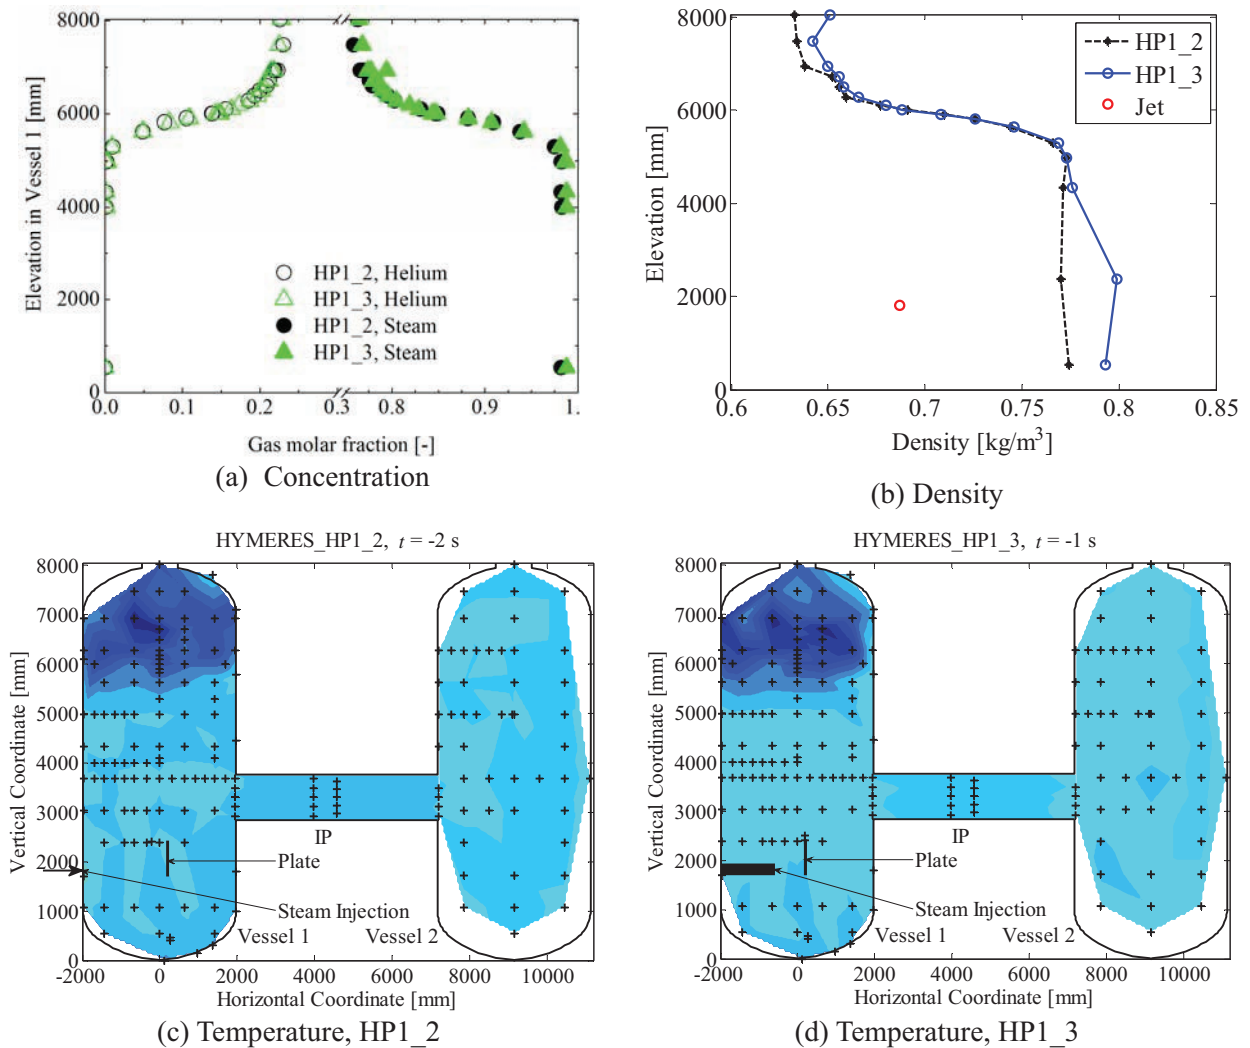 8000
6000
4000
2000
0
Elevation in Vessel 1 [mm]
HP1_2, Helium
HP1_3, Helium
HP1_2, Steam
HP1_3, Steam
0.0 0.1 0.2 0.3 0.8 0.9 1.
Gas molar fraction [-]
(a) Concentration
8000
6000
4000
2000
0
Elevation [mm]
HP1_2
HP1_3
Jet
0.6 0.65 0.7 0.75 0.8 0.85
Density [kg/m³]
(b) Density
HYMERES_HP1_2, t = -2 s
8000
7000
6000
5000
4000
3000
2000
1000
0
Vertical Coordinate [mm]
IP
Plate
Steam Injection
Vessel 1 Vessel 2
-2000 0 2000 4000 6000 8000 10000
Horizontal Coordinate [mm]
(c) Temperature, HP1_2
HYMERES_HP1_3, t = -1 s
8000
7000
6000
5000
4000
3000
2000
1000
0
Vertical Coordinate [mm]
IP
Plate
Steam Injection
Vessel 1 Vessel 2
-2000 0 2000 4000 6000 8000 10000
Horizontal Coordinate [mm]
(d) Temperature, HP1_3